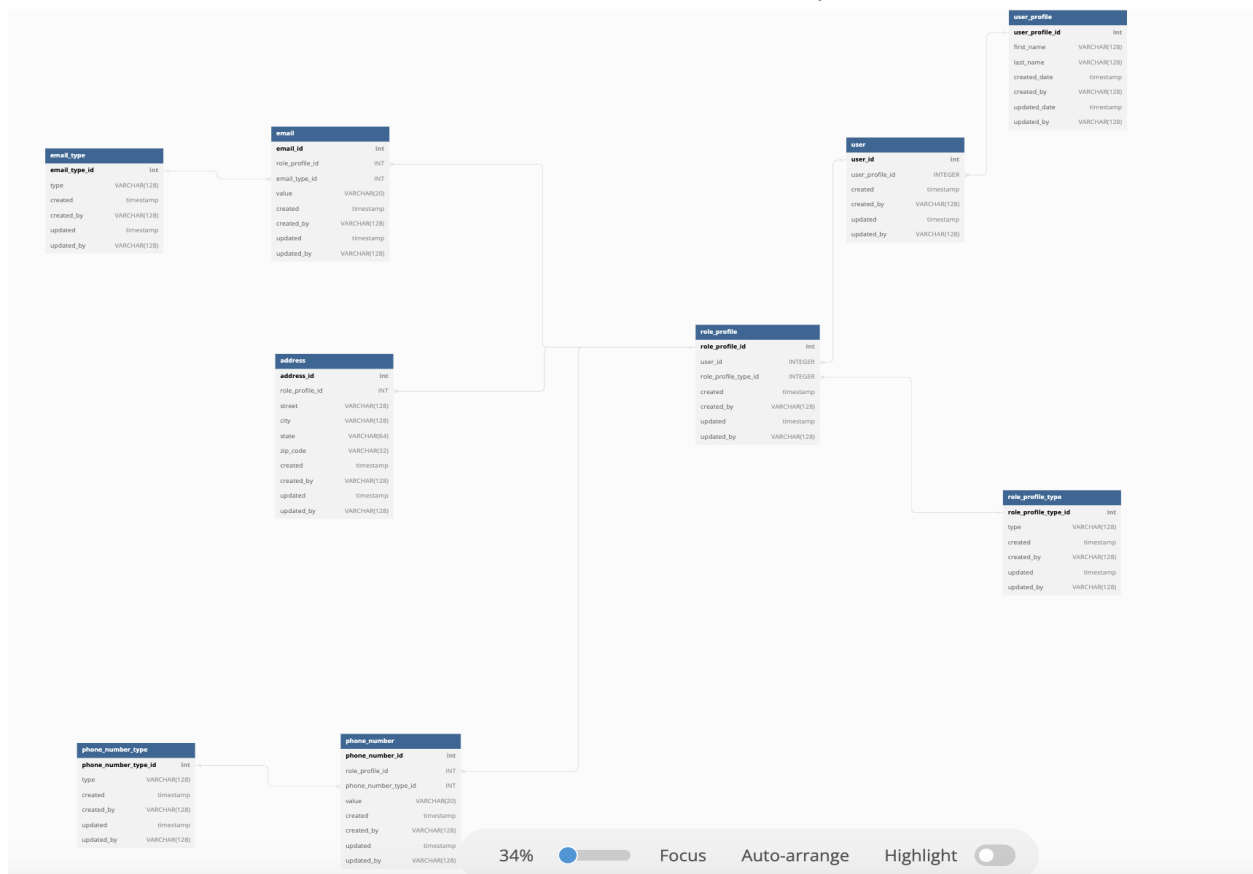 user_profile
user_profile_id int
first_name VARCHAR(128)
last_name VARCHAR(128)
created_date timestamp
created_by VARCHAR(128)
updated_date timestamp
updated_by VARCHAR(128)
email
email_id int
role_profile_id INT
email_type_id INT
value VARCHAR(20)
created timestamp
created_by VARCHAR(128)
updated timestamp
updated_by VARCHAR(128)
email_type
email_type_id int
type VARCHAR(128)
created timestamp
created_by VARCHAR(128)
updated timestamp
updated_by VARCHAR(128)
user
user_id int
user_profile_id INTEGER
created timestamp
created_by VARCHAR(128)
updated timestamp
updated_by VARCHAR(128)
role_profile
role_profile_id int
user_id INTEGER
role_profile_type_id INTEGER
created timestamp
created_by VARCHAR(128)
updated timestamp
updated_by VARCHAR(128)
address
address_id int
role_profile_id INT
street VARCHAR(128)
city VARCHAR(128)
state VARCHAR(64)
zip_code VARCHAR(32)
created timestamp
created_by VARCHAR(128)
updated timestamp
updated_by VARCHAR(128)
role_profile_type
role_profile_type_id int
type VARCHAR(128)
created timestamp
created_by VARCHAR(128)
updated timestamp
updated_by VARCHAR(128)
phone_number_type
phone_number_type_id int
type VARCHAR(128)
created timestamp
created_by VARCHAR(128)
updated timestamp
updated_by VARCHAR(128)
phone_number
phone_number_id int
role_profile_id INT
phone_number_type_id INT
value VARCHAR(20)
created timestamp
created_by VARCHAR(128)
updated timestamp
updated_by VARCHAR(128)
34% Focus Auto-arrange Highlight